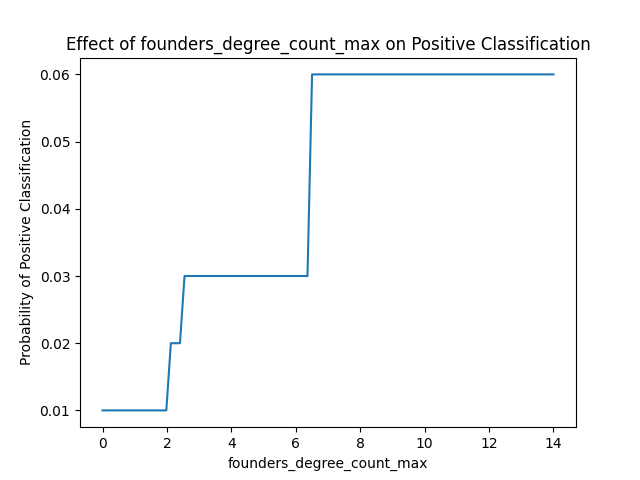 Effect of founders_degree_count_max on Positive Classification
Probability of Positive Classification
0.06
0.05
0.04
0.03
0.02
0.01
0 2 4 6 8 10 12 14
founders_degree_count_max